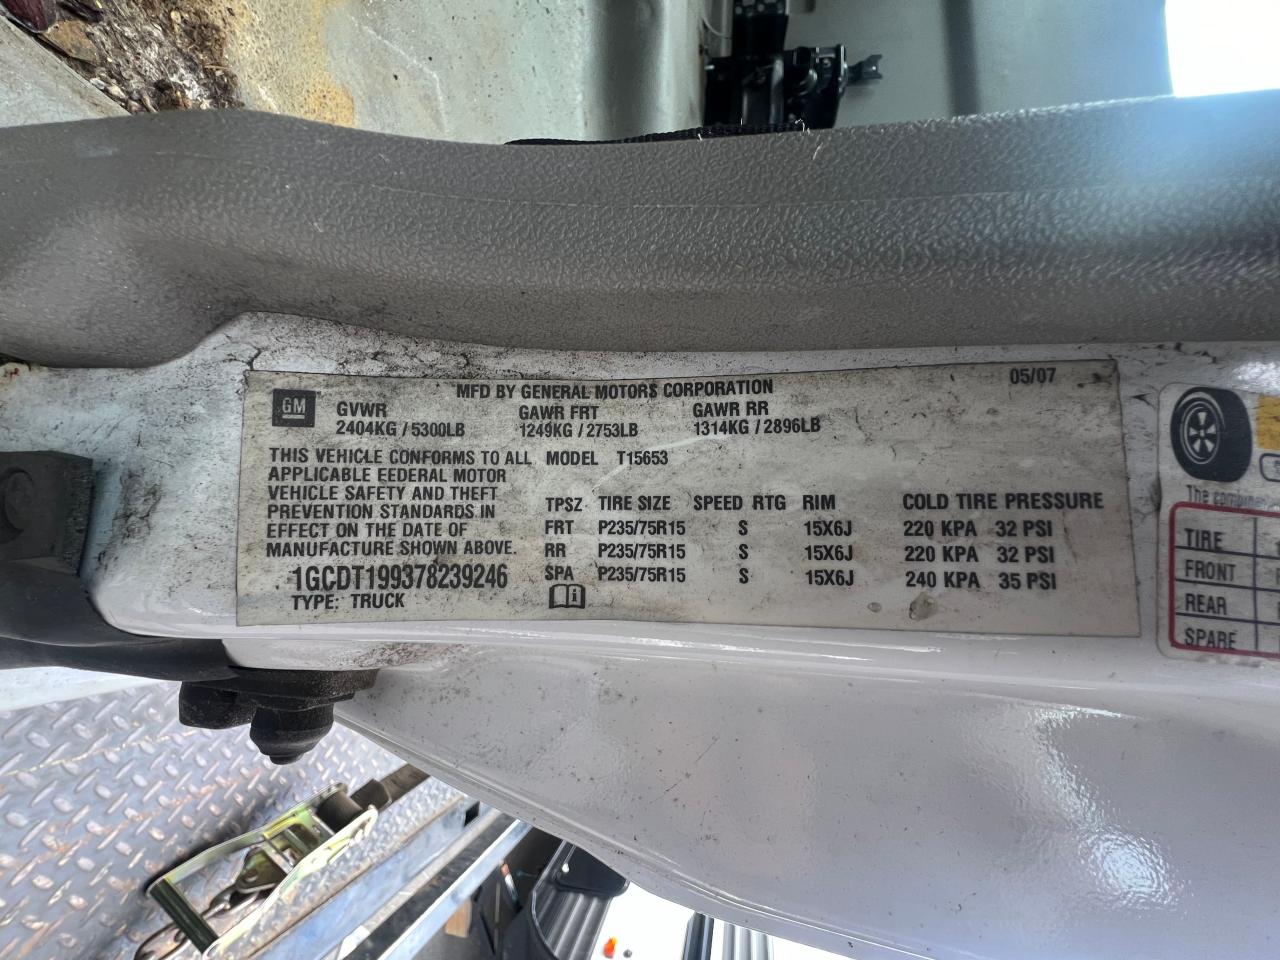 MFD BY GENERAL MOTORS CORPORATION 05/07
GM
GVWR GAWR FRT GAWR RR
2404KG / 5300LB 1249KG / 2753LB 1314KG / 2896LB
THIS VEHICLE CONFORMS TO ALL MODEL T15653
APPLICABLE FEDERAL MOTOR
VEHICLE SAFETY AND THEFT
PREVENTION STANDARDS IN
EFFECT ON THE DATE OF
MANUFACTURE SHOWN ABOVE.
TPSZ TIRE SIZE SPEED RTG RIM COLD TIRE PRESSURE
FRT P235/75R15 S 15X6J 220 KPA 32 PSI
RR P235/75R15 S 15X6J 220 KPA 32 PSI
SPA P235/75R15 S 15X6J 240 KPA 35 PSI
1GCDT199378239246
TYPE: TRUCK
The
TIRE
FRONT
REAR
SPARE